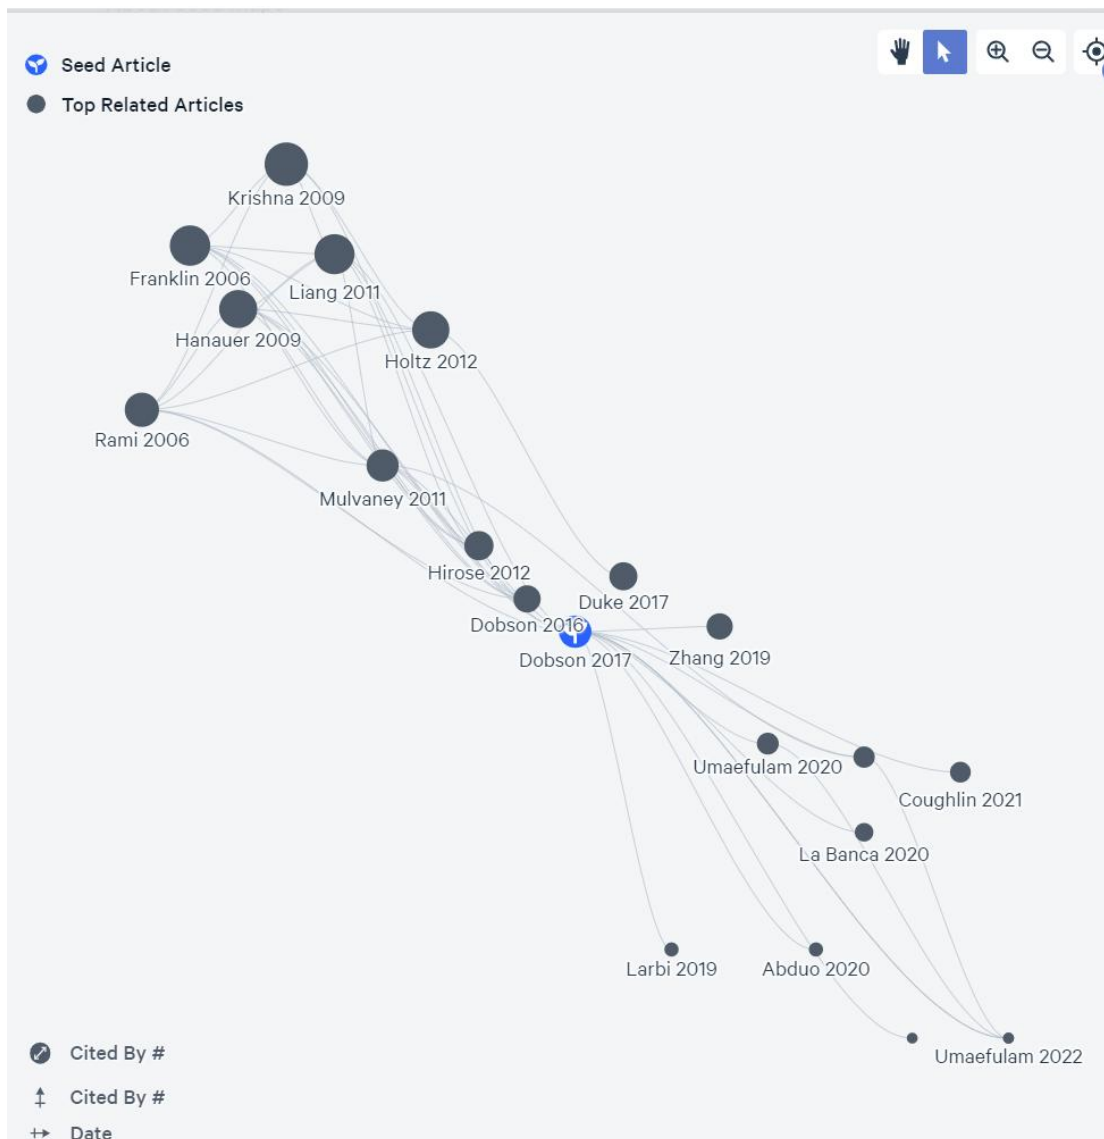 Seed Article
Top Related Articles
Krishna 2009
Franklin 2006
Liang 2011
Hanauer 2009
Holtz 2012
Rami 2006
Mulvaney 2011
Hirose 2012
Duke 2017
Dobson 2016
Dobson 2017
Zhang 2019
Umaefulam 2020
Coughlin 2021
La Banca 2020
Larbi 2019
Abduo 2020
Umaefulam 2022
Cited By #
Cited By #
Date